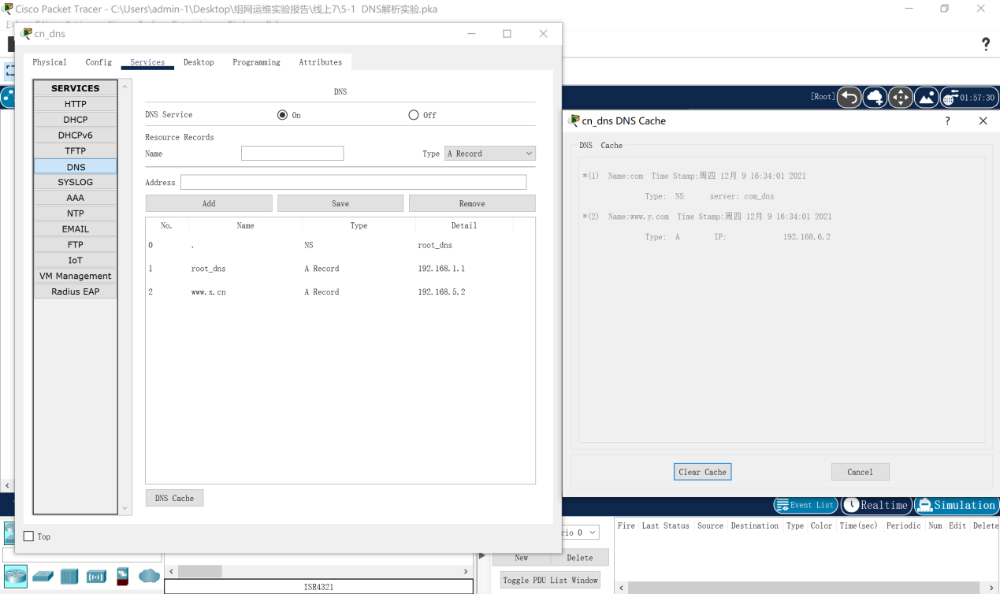 Cisco Packet Tracer - C:\Users\admin-1\Desktop\组网运维实验报告\线上7\5-1 DNS解析实验.pka
cn_dns
?
Physical Config Services Desktop Programming Attributes
SERVICES
HTTP
DHCP
DHCPv6
TFTP
DNS
SYSLOG
AAA
NTP
EMAIL
FTP
IoT
VM Management
Radius EAP
DNS
DNS Service On Off
Resource Records
Name Type A Record
Address
Add Save Remove
No. Name Type Detail
0 . NS root_dns
1 root_dns A Record 192.168.1.1
2 www.x.cn A Record 192.168.5.2
DNS Cache
Top
[Root] 01:57:30
cn_dns DNS Cache ?
DNS Cache
*(1) Name:com Time Stamp:周四 12月 9 16:34:01 2021
Type: NS server: com_dns
*(2) Name:www.y.com Time Stamp:周四 12月 9 16:34:01 2021
Type: A IP: 192.168.6.2
Clear Cache Cancel
Event List Realtime Simulation
rio 0
Fire Last Status Source Destination Type Color Time(sec) Periodic Num Edit Delete
New Delete
Toggle PDU List Window
ISR4321